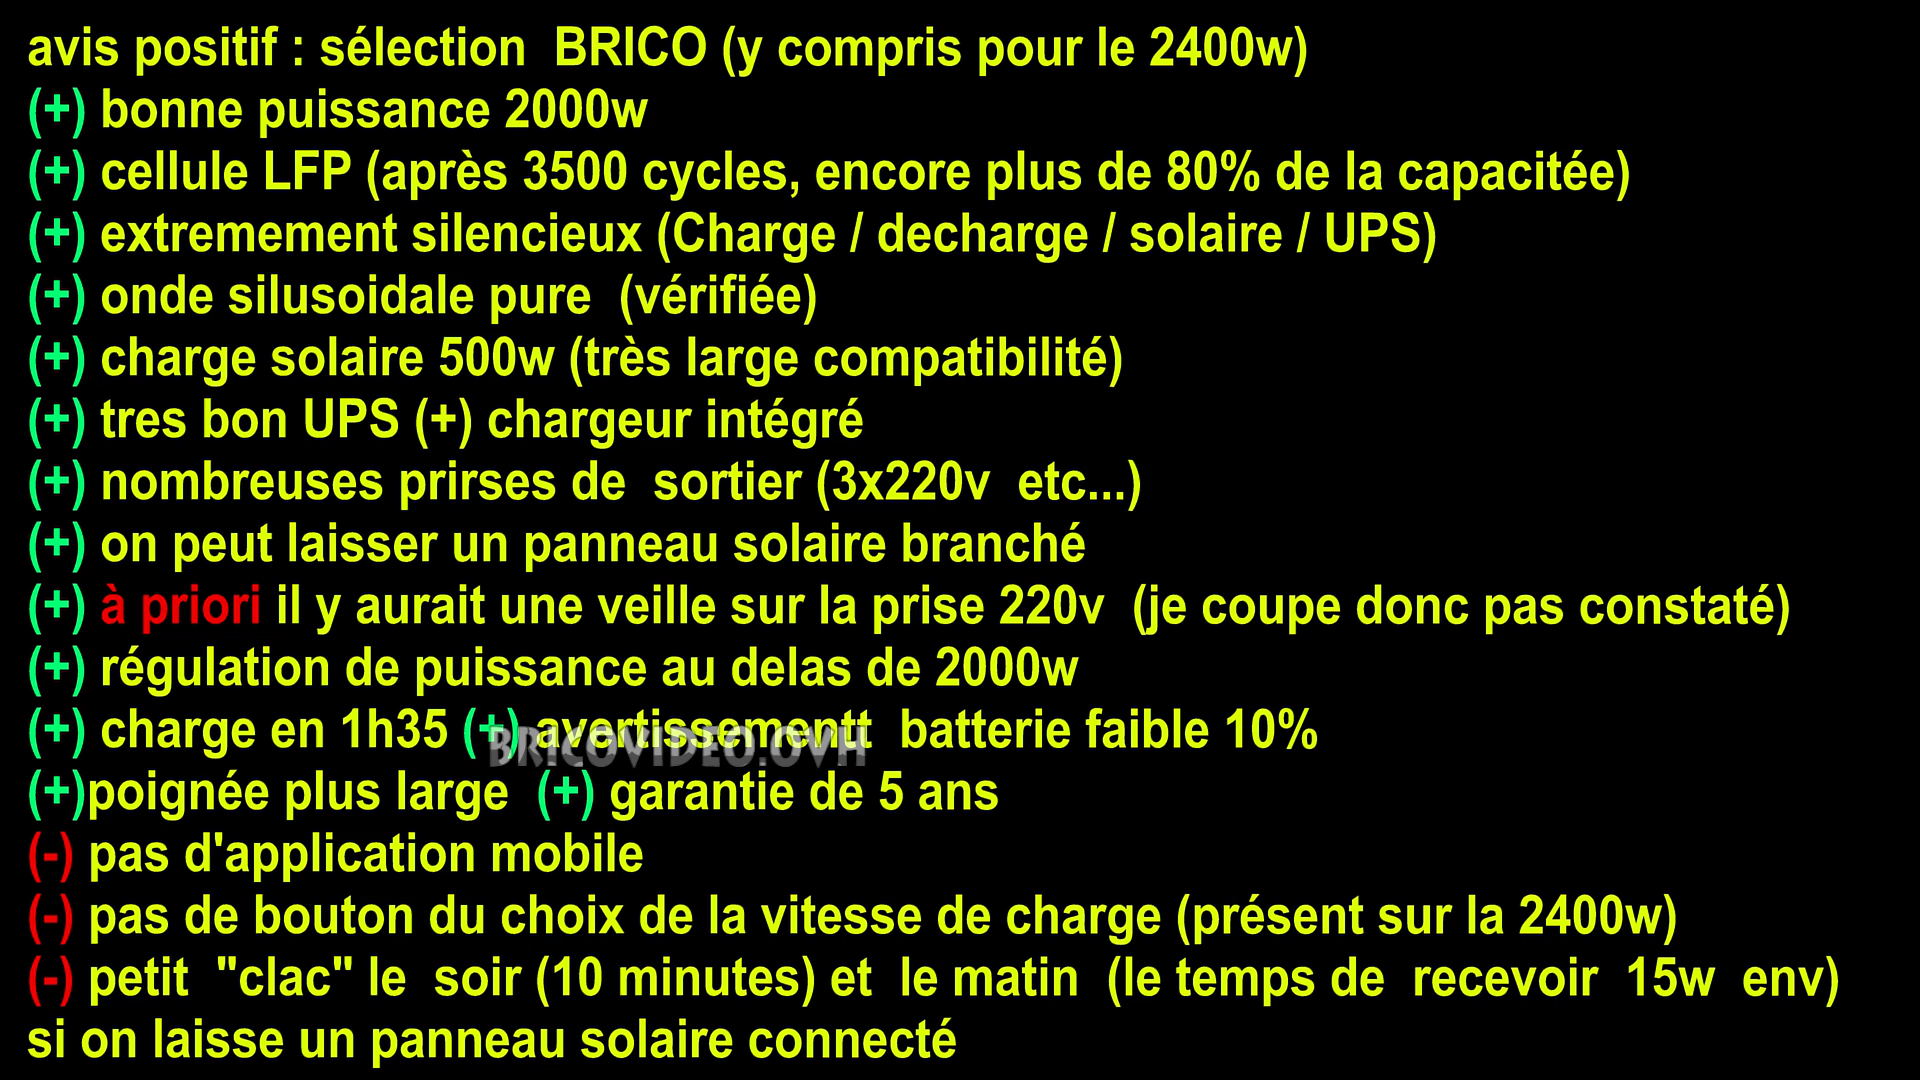 avis positif : sélection BRICO (y compris pour le 2400w)
(+) bonne puissance 2000w
(+) cellule LFP (après 3500 cycles, encore plus de 80% de la capacitée)
(+) extremement silencieux (Charge / decharge / solaire / UPS)
(+) onde silusoidale pure (vérifiée)
(+) charge solaire 500w (très large compatibilité)
(+) tres bon UPS (+) chargeur intégré
(+) nombreuses prirses de sortier (3x220v etc...)
(+) on peut laisser un panneau solaire branché
(+) à priori il y aurait une veille sur la prise 220v (je coupe donc pas constaté)
(+) régulation de puissance au delas de 2000w
(+) charge en 1h35 (+) avertissementt batterie faible 10%
BRICOVIDEO.OVH
(+)poignée plus large (+) garantie de 5 ans
(-) pas d'application mobile
(-) pas de bouton du choix de la vitesse de charge (présent sur la 2400w)
(-) petit "clac" le soir (10 minutes) et le matin (le temps de recevoir 15w env)
si on laisse un panneau solaire connecté